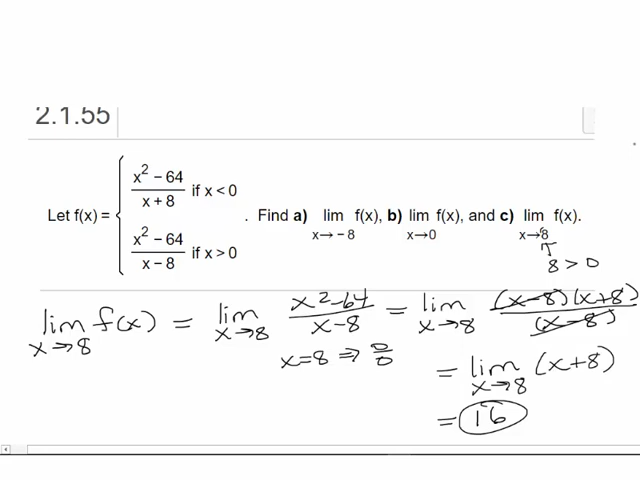 2.1.55
Let f(x) = { (x² − 64)/(x + 8) if x < 0
(x² − 64)/(x − 8) if x > 0 . Find a) lim x→ −8 f(x), b) lim x→0 f(x), and c) lim x→8 f(x).
↑
8 > 0
lim x→8 f(x) = lim x→8 (x²−64)/(x−8) = lim x→8 (x−8)(x+8)/(x−8)
x=8 ⇒ 0/0
= lim x→8 (x+8)
= 16